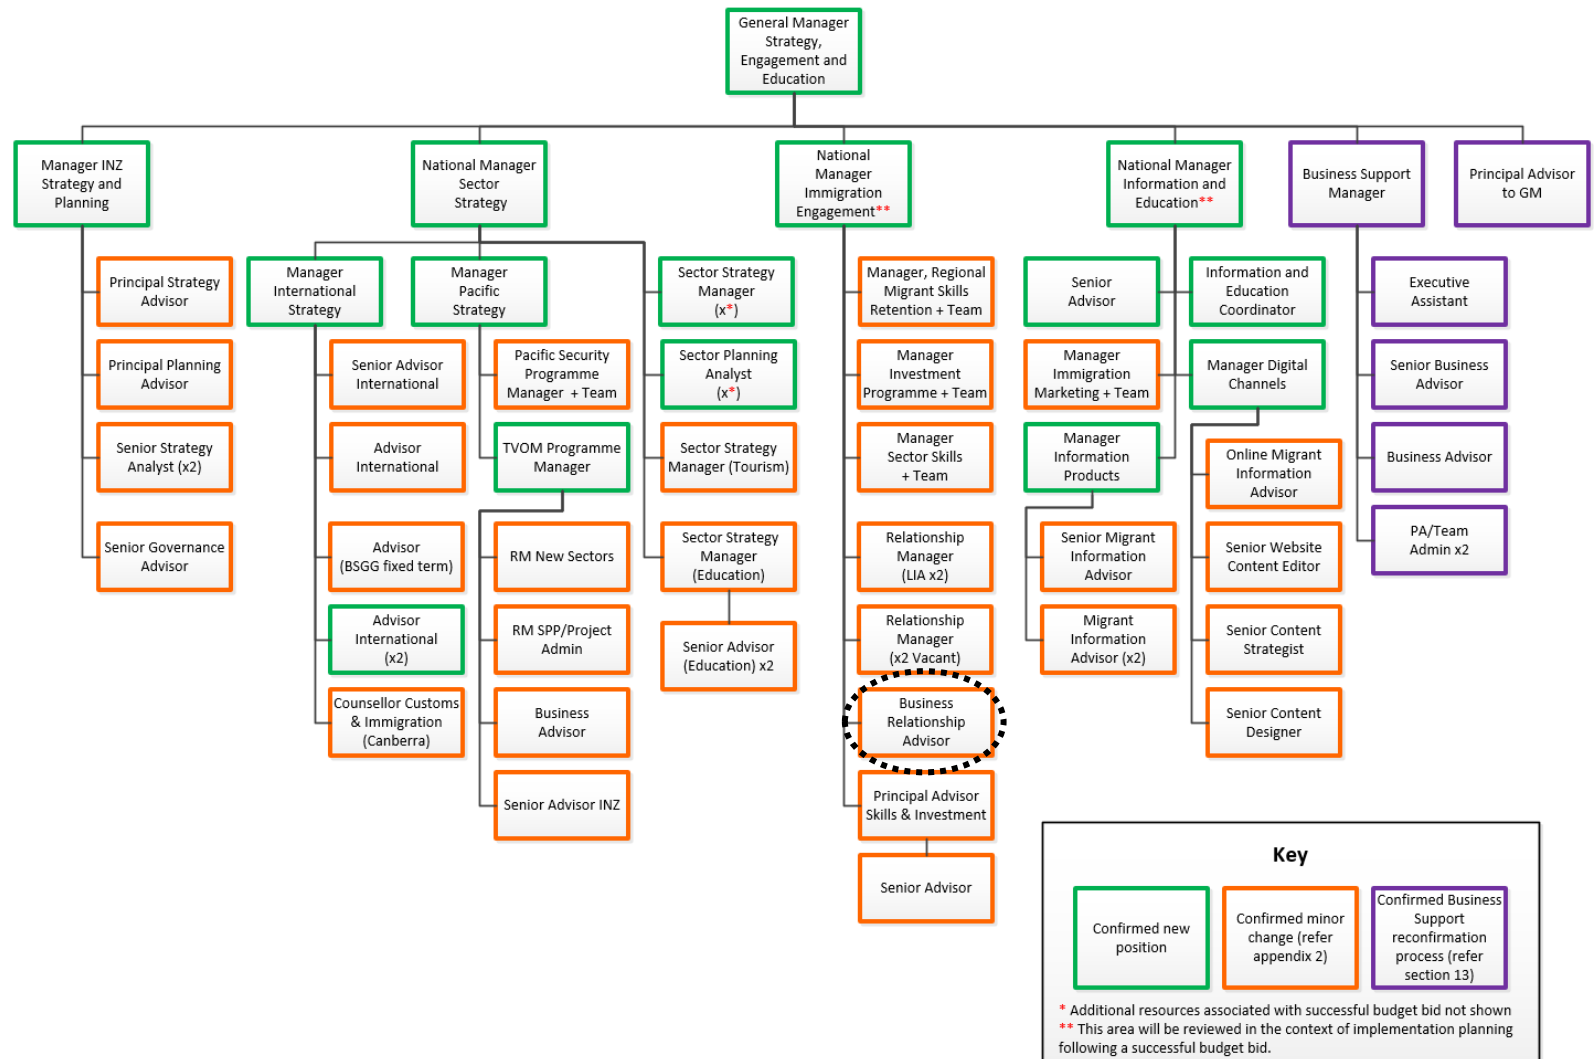 General Manager
Strategy,
Engagement and
Education
Manager INZ
Strategy and
Planning
National Manager
Sector
Strategy
National
Manager
Immigration
Engagement**
National Manager
Information and
Education**
Business Support
Manager
Principal Advisor
to GM
Principal Strategy
Advisor
Principal Planning
Advisor
Senior Strategy
Analyst (x2)
Senior Governance
Advisor
Manager
International
Strategy
Senior Advisor
International
Advisor
International
Advisor
(BSGG fixed term)
Advisor
International
(x2)
Counsellor Customs
& Immigration
(Canberra)
Manager
Pacific
Strategy
Pacific Security
Programme
Manager + Team
TVOM Programme
Manager
RM New Sectors
RM SPP/Project
Admin
Business
Advisor
Senior Advisor INZ
Sector Strategy
Manager
(x*)
Sector Planning
Analyst
(x*)
Sector Strategy
Manager (Tourism)
Sector Strategy
Manager
(Education)
Senior Advisor
(Education) x2
Manager, Regional
Migrant Skills
Retention + Team
Manager
Investment
Programme + Team
Manager
Sector Skills
+ Team
Relationship
Manager
(LIA x2)
Relationship
Manager
(x2 Vacant)
Business
Relationship
Advisor
Principal Advisor
Skills & Investment
Senior Advisor
Senior
Advisor
Manager
Immigration
Marketing + Team
Manager
Information
Products
Senior Migrant
Information
Advisor
Migrant
Information
Advisor (x2)
Information and
Education
Coordinator
Manager Digital
Channels
Online Migrant
Information
Advisor
Senior Website
Content Editor
Senior Content
Strategist
Senior Content
Designer
Executive
Assistant
Senior Business
Advisor
Business Advisor
PA/Team
Admin x2
Key
Confirmed new
position
Confirmed minor
change (refer
appendix 2)
Confirmed Business
Support
reconfirmation
process (refer
section 13)
* Additional resources associated with successful budget bid not shown
** This area will be reviewed in the context of implementation planning
following a successful budget bid.